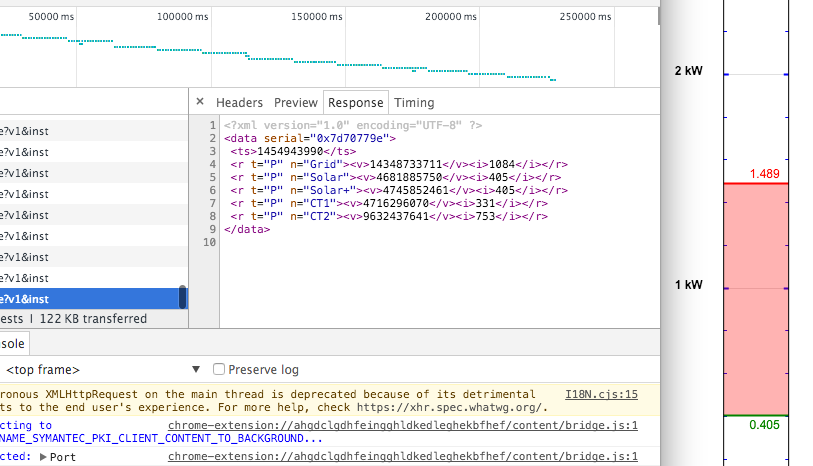 50000 ms 100000 ms 150000 ms 200000 ms 250000 ms
× Headers Preview Response Timing
e?v1&inst
e?v1&inst
e?v1&inst
e?v1&inst
e?v1&inst
e?v1&inst
e?v1&inst
e?v1&inst
e?v1&inst
ests | 122 KB transferred
1 <?xml version="1.0" encoding="UTF-8" ?>
2 <data serial="0x7d70779e">
3 <ts>1454943990</ts>
4 <r t="P" n="Grid"><v>14348733711</v><i>1084</i></r>
5 <r t="P" n="Solar"><v>4681885750</v><i>405</i></r>
6 <r t="P" n="Solar+"><v>4745852461</v><i>405</i></r>
7 <r t="P" n="CT1"><v>4716296070</v><i>331</i></r>
8 <r t="P" n="CT2"><v>9632437641</v><i>753</i></r>
9 </data>
10
sole
<top frame> ▼ Preserve log
ronous XMLHttpRequest on the main thread is deprecated because of its detrimental I18N.cjs:15
ts to the end user's experience. For more help, check https://xhr.spec.whatwg.org/.
cting to chrome-extension://ahgdclgdhfeingghldkedleghekbfhef/content/bridge.js:1
NAME_SYMANTEC_PKI_CLIENT_CONTENT_TO_BACKGROUND...
cted: ▶Port chrome-extension://ahgdclgdhfeingghldkedleghekbfhef/content/bridge.js:1
2 kW
1.489
1 kW
0.405